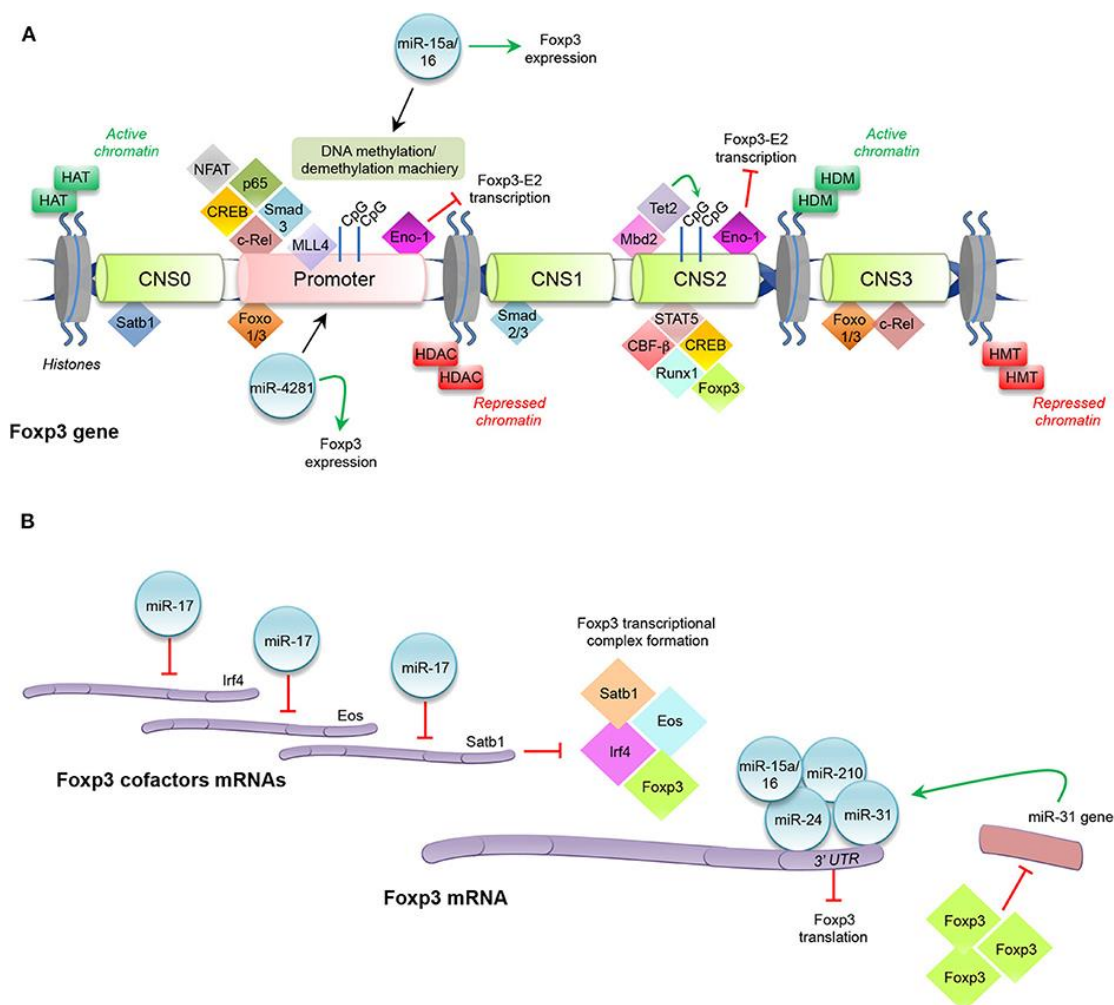 A
miR-15a/
16
Foxp3
expression
Active
chromatin
HAT
HAT
DNA methylation/
demethylation machiery
NFAT
p65
CREB
Smad
3
c-Rel
MLL4
CpG
CpG
Eno-1
Foxp3-E2
transcription
Foxp3-E2
transcription
Tet2
Mbd2
CpG
CpG
Eno-1
Active
chromatin
HDM
HDM
CNS0
Promoter
CNS1
CNS2
CNS3
Satb1
Foxo
1/3
Smad
2/3
STAT5
CBF-β
CREB
Runx1
Foxp3
Foxo
1/3
c-Rel
Histones
miR-4281
HDAC
HDAC
Repressed
chromatin
HMT
HMT
Repressed
chromatin
Foxp3 gene
Foxp3
expression
B
miR-17
miR-17
miR-17
Irf4
Eos
Satb1
Foxp3 cofactors mRNAs
Foxp3 transcriptional
complex formation
Satb1
Eos
Irf4
Foxp3
miR-15a/
16
miR-210
miR-24
miR-31
miR-31 gene
3' UTR
Foxp3 mRNA
Foxp3
translation
Foxp3
Foxp3
Foxp3